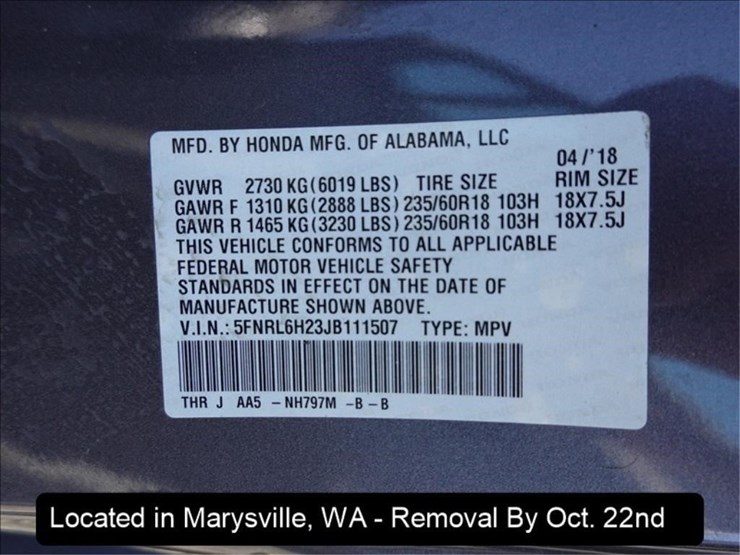 MFD. BY HONDA MFG. OF ALABAMA, LLC
04/'18
GVWR 2730 KG(6019 LBS) TIRE SIZE RIM SIZE
GAWR F 1310 KG(2888 LBS) 235/60R18 103H 18X7.5J
GAWR R 1465 KG(3230 LBS) 235/60R18 103H 18X7.5J
THIS VEHICLE CONFORMS TO ALL APPLICABLE
FEDERAL MOTOR VEHICLE SAFETY
STANDARDS IN EFFECT ON THE DATE OF
MANUFACTURE SHOWN ABOVE.
V.I.N.: 5FNRL6H23JB111507 TYPE: MPV
THR J AA5 - NH797M -B - B
Located in Marysville, WA - Removal By Oct. 22nd